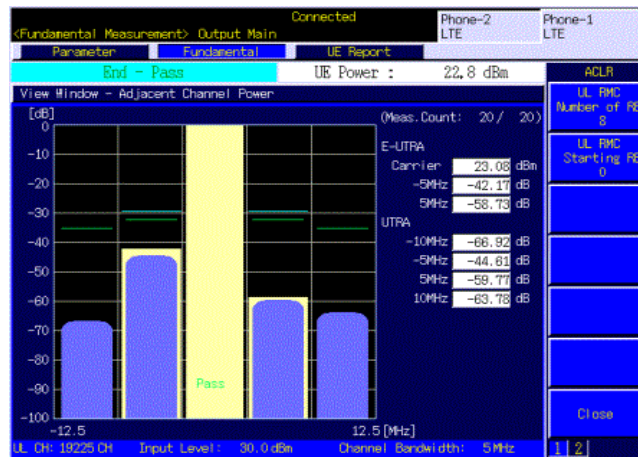 Connected
<Fundamental Measurement> Output Main
Phone-2
LTE
Phone-1
LTE
Parameter
Fundamental
UE Report
End - Pass
UE Power :
22.8 dBm
ACLR
View Window - Adjacent Channel Power
[dB]
0
-10
-20
-30
-40
-50
-60
-70
-80
-90
-100
Pass
-12.5
12.5[MHz]
(Meas.Count: 20/ 20)
E-UTRA
Carrier 23.08 dBm
-5MHz -42.17 dB
5MHz -58.73 dB
UTRA
-10MHz -66.92 dB
-5MHz -44.61 dB
5MHz -59.77 dB
10MHz -63.78 dB
UL RMC
Number of RB
8
UL RMC
Starting RB
0
Close
UL CH: 19225 CH Input Level: 30.0 dBm Channel Bandwidth: 5 MHz
1 2